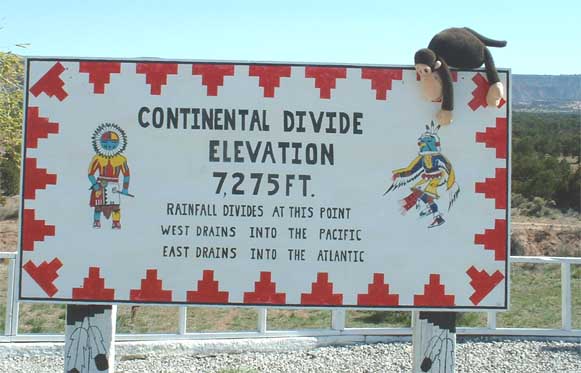 CONTINENTAL DIVIDE
ELEVATION
7,275 FT.
RAINFALL DIVIDES AT THIS POINT
WEST DRAINS INTO THE PACIFIC
EAST DRAINS INTO THE ATLANTIC